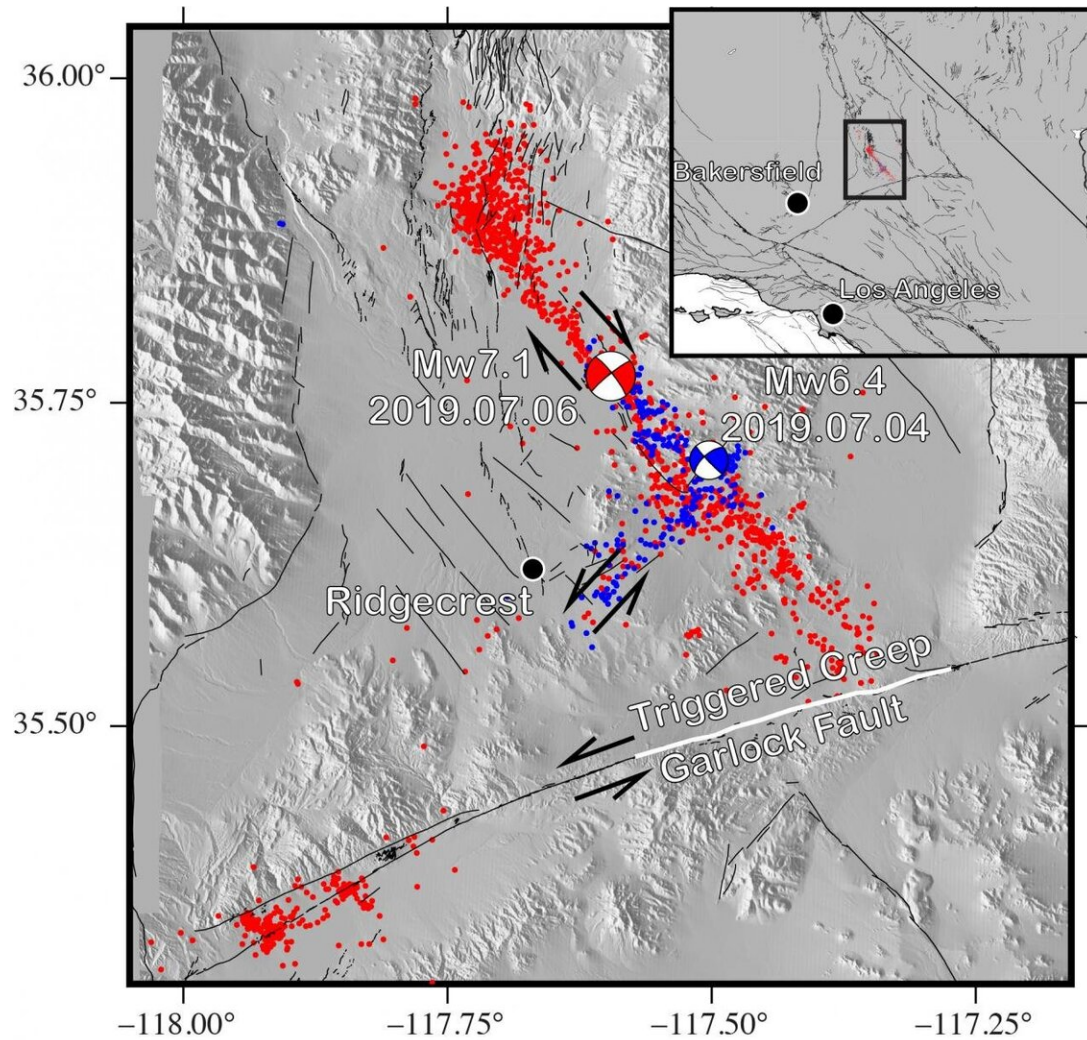 36.00°
35.75°
35.50°
−118.00°
−117.75°
−117.50°
−117.25°
Bakersfield
Los Angeles
Mw7.1
2019.07.06
Mw6.4
2019.07.04
Ridgecrest
Triggered Creep
Garlock Fault